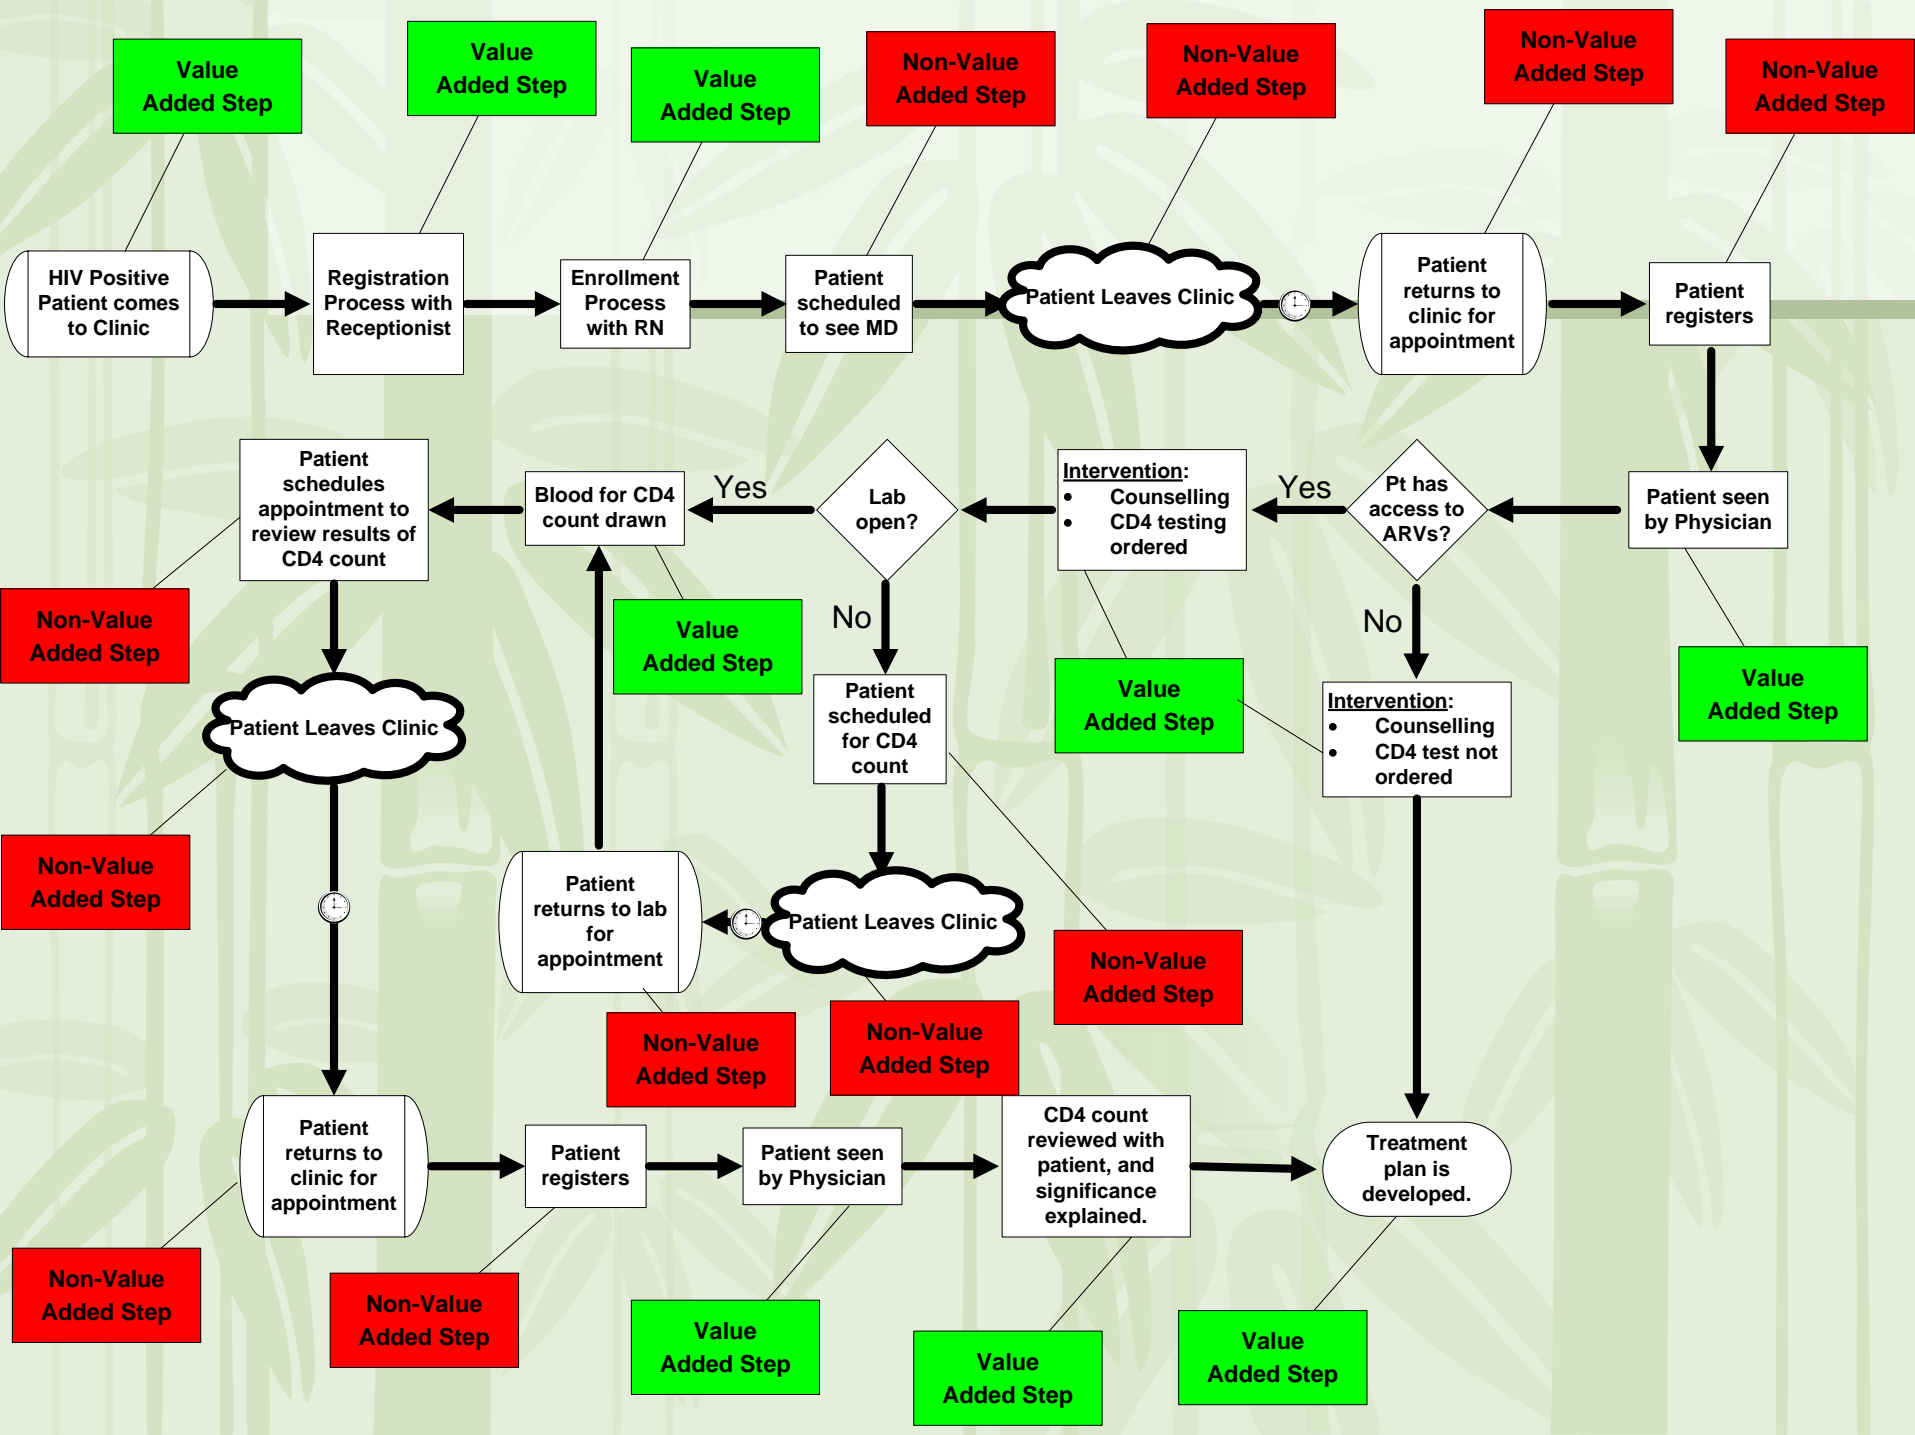 Value
Added Step
Value
Added Step
Value
Added Step
Non-Value
Added Step
Non-Value
Added Step
Non-Value
Added Step
Non-Value
Added Step
HIV Positive
Patient comes
to Clinic
Registration
Process with
Receptionist
Enrollment
Process
with RN
Patient
scheduled
to see MD
Patient Leaves Clinic
Patient
returns to
clinic for
appointment
Patient
registers
Patient
schedules
appointment to
review results of
CD4 count
Blood for CD4
count drawn
Yes
Lab
open?
Intervention:
• Counselling
• CD4 testing
ordered
Yes
Pt has
access to
ARVs?
Patient seen
by Physician
Non-Value
Added Step
Value
Added Step
No
No
Value
Added Step
Value
Added Step
Patient Leaves Clinic
Patient
scheduled
for CD4
count
Intervention:
• Counselling
• CD4 test not
ordered
Non-Value
Added Step
Patient
returns to lab
for
appointment
Patient Leaves Clinic
Non-Value
Added Step
Non-Value
Added Step
Non-Value
Added Step
Patient
returns to
clinic for
appointment
Patient
registers
Patient seen
by Physician
CD4 count
reviewed with
patient, and
significance
explained.
Treatment
plan is
developed.
Non-Value
Added Step
Non-Value
Added Step
Value
Added Step
Value
Added Step
Value
Added Step